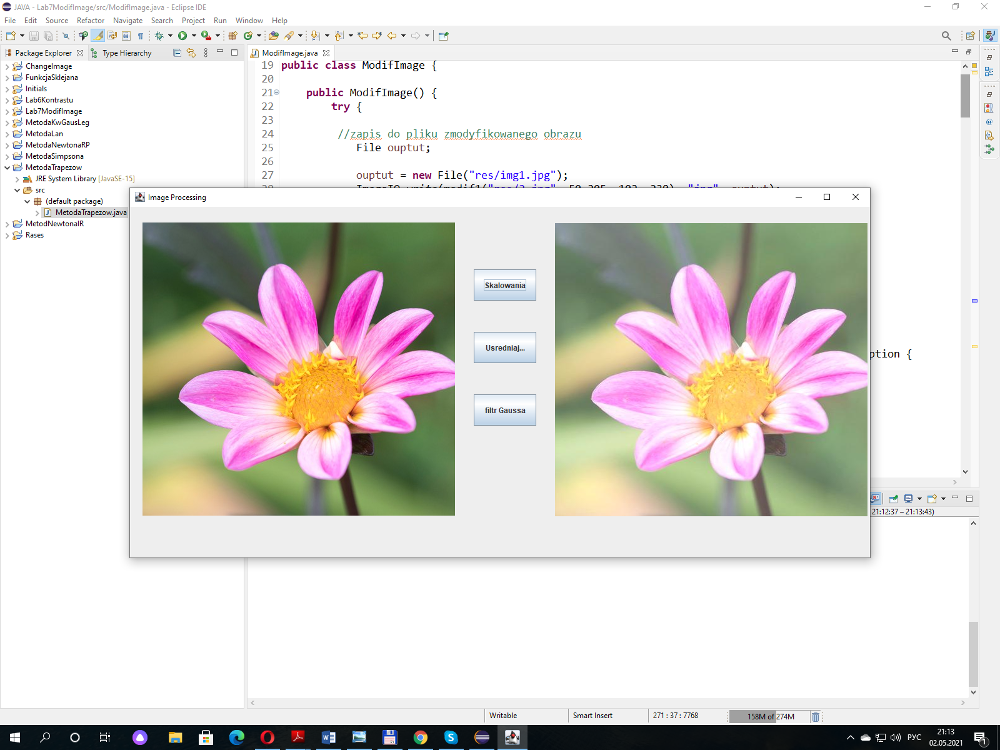 JAVA - Lab7ModifImage/src/ModifImage.java - Eclipse IDE
File Edit Source Refactor Navigate Search Project Run Window Help
Package Explorer Type Hierarchy
ChangeImage
FunkcjaSklejana
Initials
Lab6Kontrastu
Lab7ModifImage
MetodaKwGausLeg
MetodaLan
MetodaNewtonaRP
MetodaSimpsona
MetodaTrapezow
JRE System Library [JavaSE-15]
src
(default package)
MetodaTrapezow.java
MetodNewtonaIR
Rases
ModifImage.java
19 public class ModifImage {
20
21 public ModifImage() {
22 try {
23
24 //zapis do pliku zmodyfikowanego obrazu
25 File ouptut;
26
27 ouptut = new File("res/img1.jpg");
Image Processing
Skalowania
Usredniaj...
filtr Gaussa
ption {
21:12:37 – 21:13:43)
Writable Smart Insert 271 : 37 : 7768 158M of 274M
РУС 21:13
02.05.2021
1